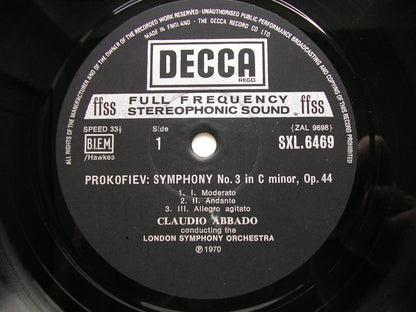 ALL RIGHTS OF THE MANUFACTURER AND OF THE OWNER OF THE RECORDED WORK RESERVED · UNAUTHORISED PUBLIC PERFORMANCE BROADCASTING AND COPYING OF THIS RECORD PROHIBITED
MADE IN ENGLAND · THE DECCA RECORD CO LTD.
DECCA
REGD.
ffss FULL FREQUENCY ffss
STEREOPHONIC SOUND
SPEED 33⅓ Side (ZAL 9698)
B.I.E.M. 1 SXL.6469
/Hawkes
PROKOFIEV: SYMPHONY No. 3 in C minor, Op. 44
1. I. Moderato
2. II. Andante
3. III. Allegro agitato
CLAUDIO ABBADO
conducting the
LONDON SYMPHONY ORCHESTRA
Ⓟ 1970